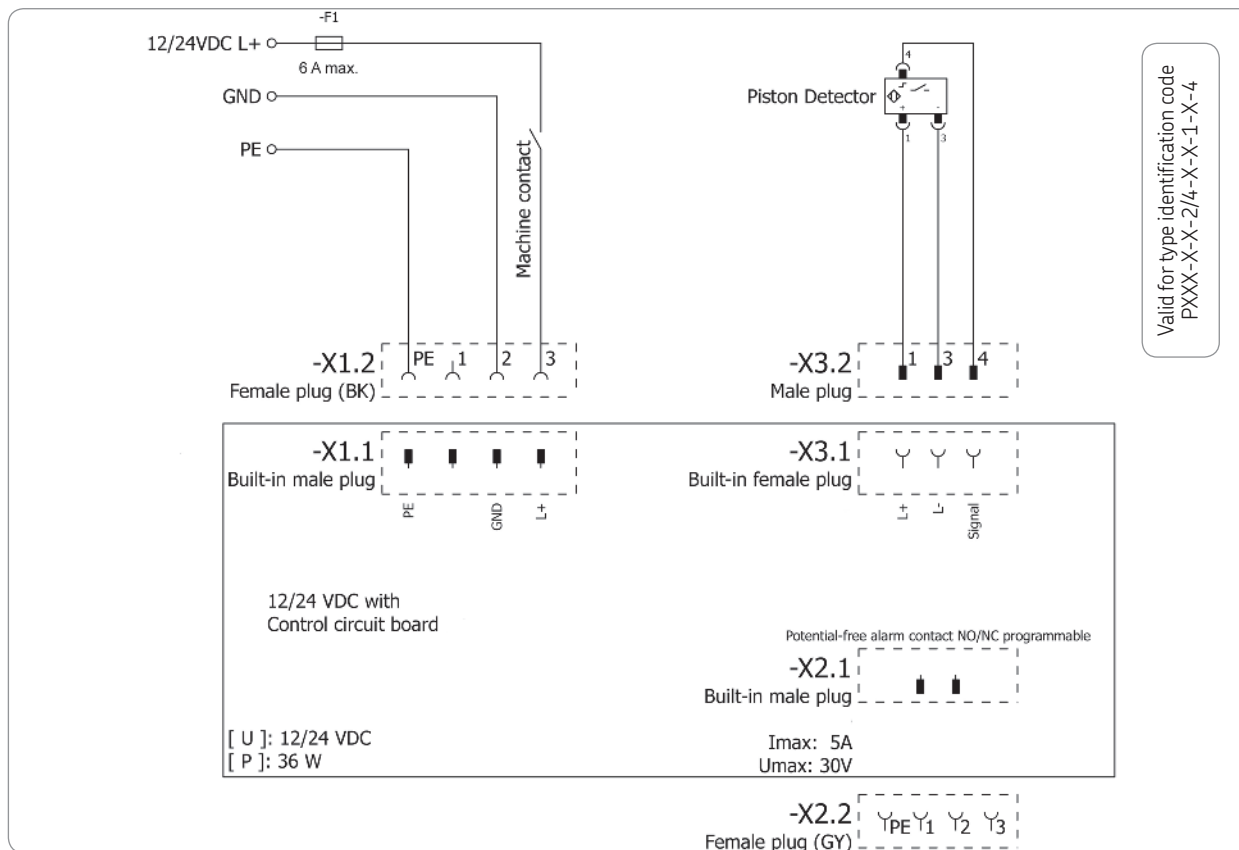 -F1
12/24VDC L+
6 A max.
GND
PE
Machine contact
Piston Detector
4
+ -
1 3
Valid for type identification code
PXXX-X-X-2/4-X-X-1-X-4
-X1.2 PE 1 2 3
Female plug (BK)
-X3.2 1 3 4
Male plug
-X1.1
Built-in male plug
PE GND L+
-X3.1
Built-in female plug
L+ L- Signal
12/24 VDC with
Control circuit board
Potential-free alarm contact NO/NC programmable
-X2.1
Built-in male plug
[ U ]: 12/24 VDC
[ P ]: 36 W
Imax: 5A
Umax: 30V
-X2.2 PE 1 2 3
Female plug (GY)